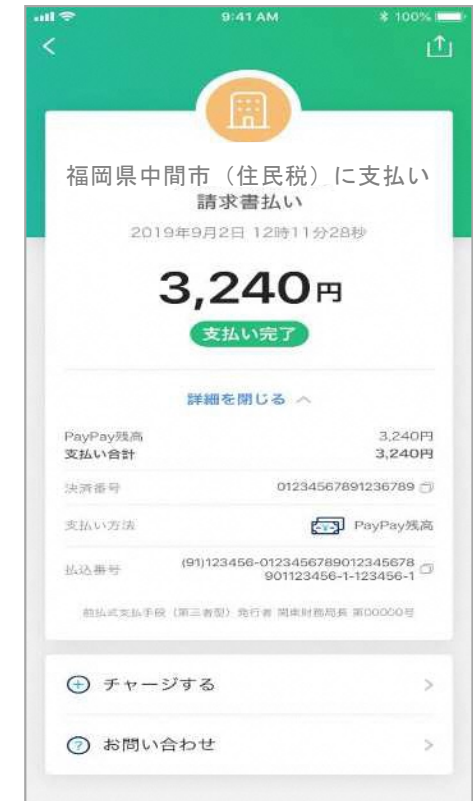 9:41 AM
100%
福岡県中間市（住民税）に支払い
請求書払い
2019年9月2日 12時11分28秒
3,240円
支払い完了
詳細を閉じる
PayPay残高 3,240円
支払い合計 3,240円
決済番号 01234567891236789
支払い方法 PayPay残高
払込番号 (91)123456-0123456789012345678
901123456-1-123456-1
前払式支払手段（第三者型）発行者 関東財務局長 第00000号
チャージする
お問い合わせ